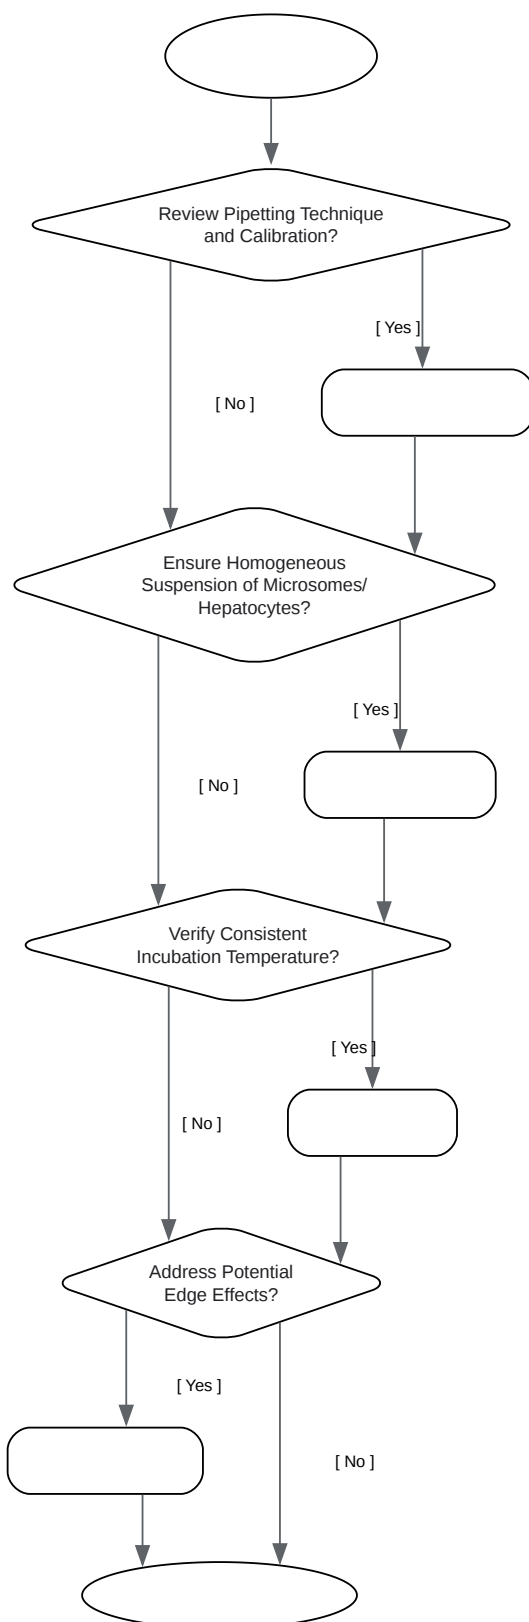 Review Pipetting Technique
and Calibration?
[ Yes ]
[ No ]
Ensure Homogeneous
Suspension of Microsomes/
Hepatocytes?
[ Yes ]
[ No ]
Verify Consistent
Incubation Temperature?
[ Yes ]
[ No ]
Address Potential
Edge Effects?
[ Yes ]
[ No ]